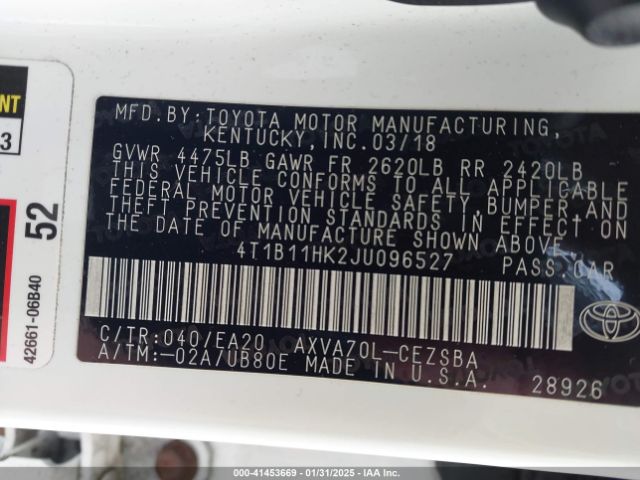 MFD.BY:TOYOTA MOTOR MANUFACTURING,
KENTUCKY,INC.03/18
GVWR 4475LB GAWR FR 2620LB RR 2420LB
THIS VEHICLE CONFORMS TO ALL APPLICABLE
FEDERAL MOTOR VEHICLE SAFETY,BUMPER,AND
THEFT PREVENTION STANDARDS IN EFFECT ON
THE DATE OF MANUFACTURE SHOWN ABOVE.
4T1B11HK2JU096527 PASS.CAR
C/TR:040/EA20 AXVA70L-CEZSBA
A/TM:-02A/UB80E MADE IN U.S.A.
28926
TOYOTA
NT
3
52
42661-06B40
000-41453669 - 01/31/2025 - IAA Inc.